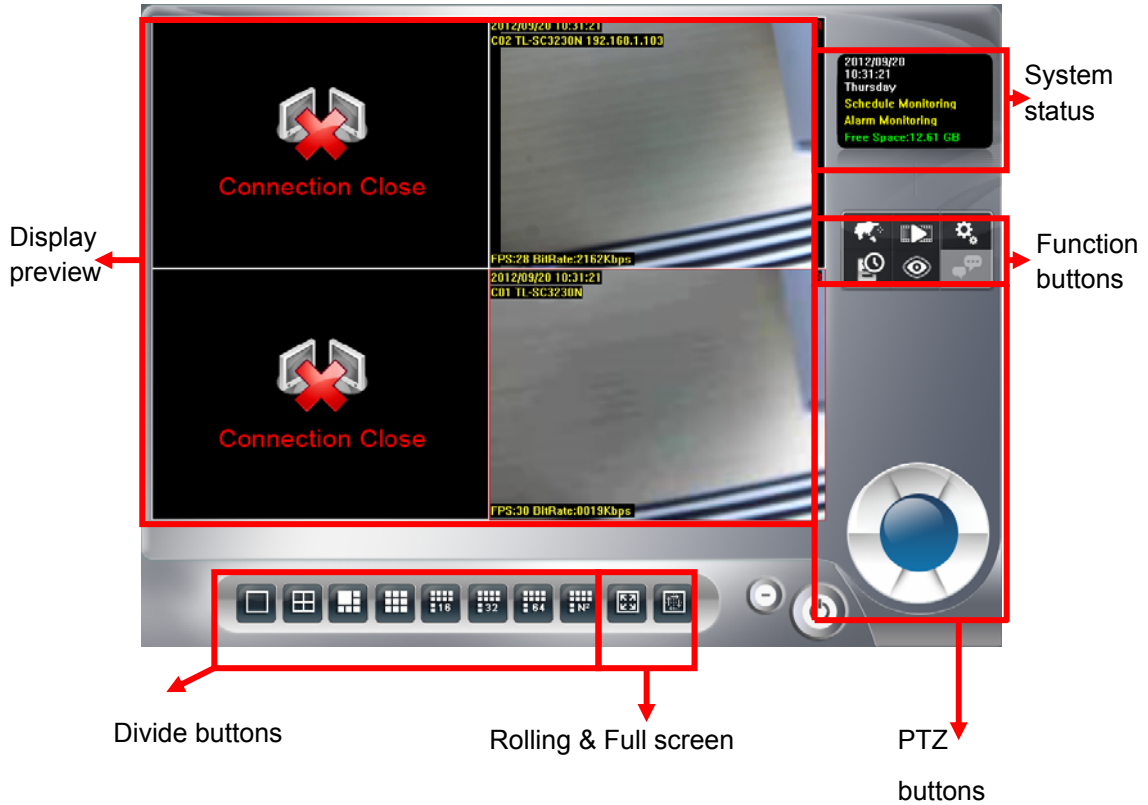 2012/09/20 10:31:21
C02 TL-SC3230N 192.168.1.103
Connection Close
FPS:28 BitRate:2162Kbps
2012/09/20 10:31:21
C01 TL-SC3230N
Connection Close
FPS:30 BitRate:0019Kbps
2012/09/20
10:31:21
Thursday
Schedule Monitoring
Alarm Monitoring
Free Space:12.61 GB
System
status
Display
preview
Function
buttons
16
32
64
N²
Divide buttons
Rolling & Full screen
PTZ
buttons